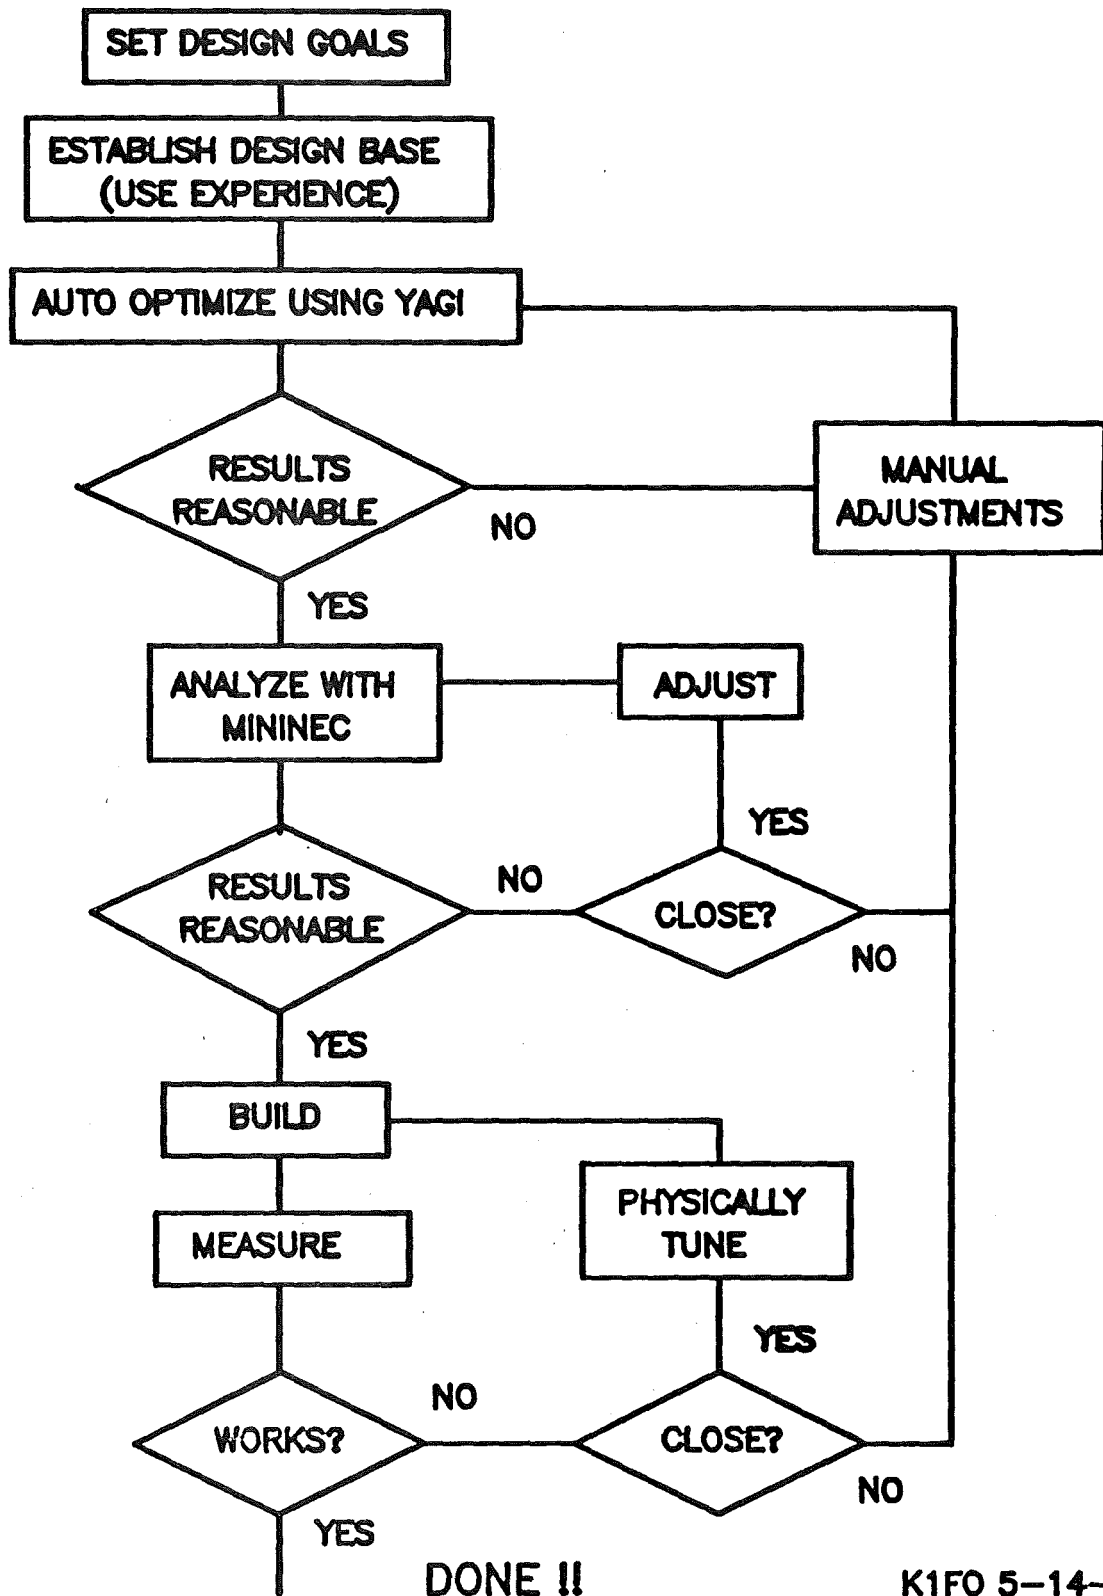 SET DESIGN GOALS
ESTABLISH DESIGN BASE
(USE EXPERIENCE)
AUTO OPTIMIZE USING YAGI
RESULTS
REASONABLE
NO
MANUAL
ADJUSTMENTS
YES
ANALYZE WITH
MININEC
ADJUST
YES
RESULTS
REASONABLE
NO
CLOSE?
NO
YES
BUILD
PHYSICALLY
TUNE
MEASURE
YES
WORKS?
NO
CLOSE?
NO
YES
DONE !!
K1FO 5-14-